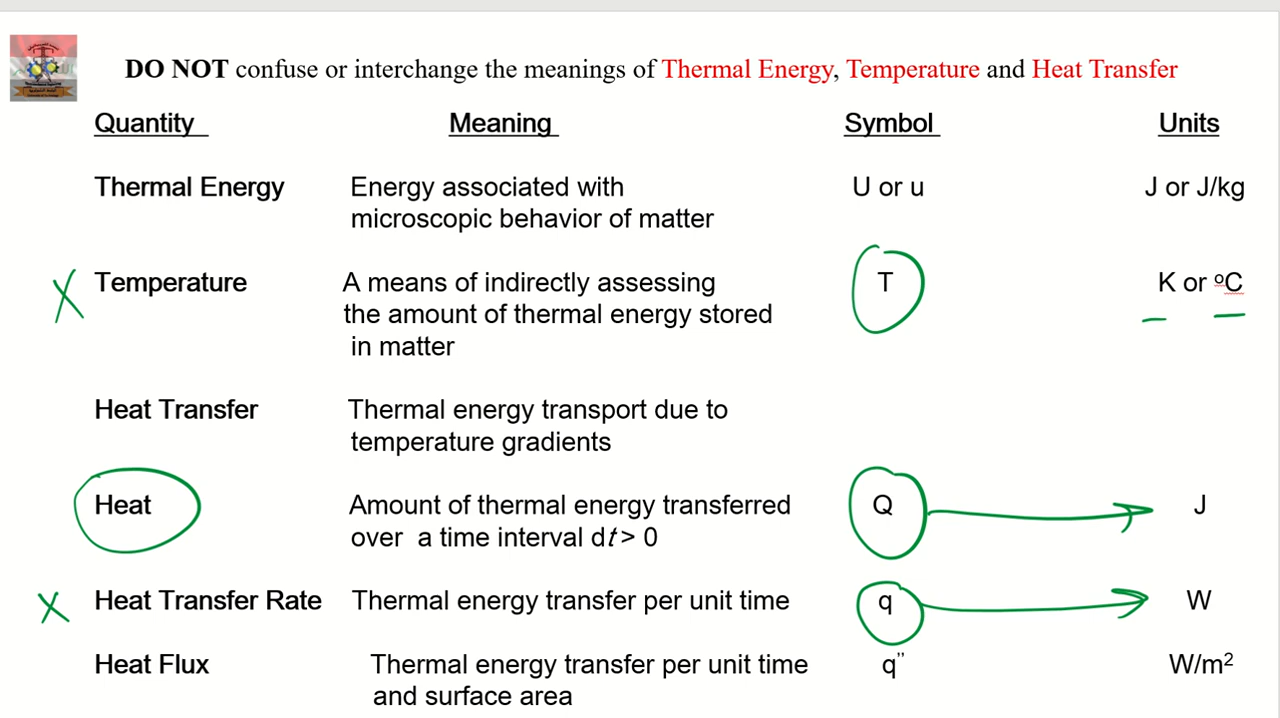 DO NOT confuse or interchange the meanings of Thermal Energy, Temperature and Heat Transfer
Quantity Meaning Symbol Units
Thermal Energy Energy associated with U or u J or J/kg
microscopic behavior of matter
X Temperature A means of indirectly assessing T K or ºC
the amount of thermal energy stored
in matter
Heat Transfer Thermal energy transport due to
temperature gradients
Heat Amount of thermal energy transferred Q J
over a time interval dt > 0
X Heat Transfer Rate Thermal energy transfer per unit time q W
Heat Flux Thermal energy transfer per unit time q” W/m²
and surface area